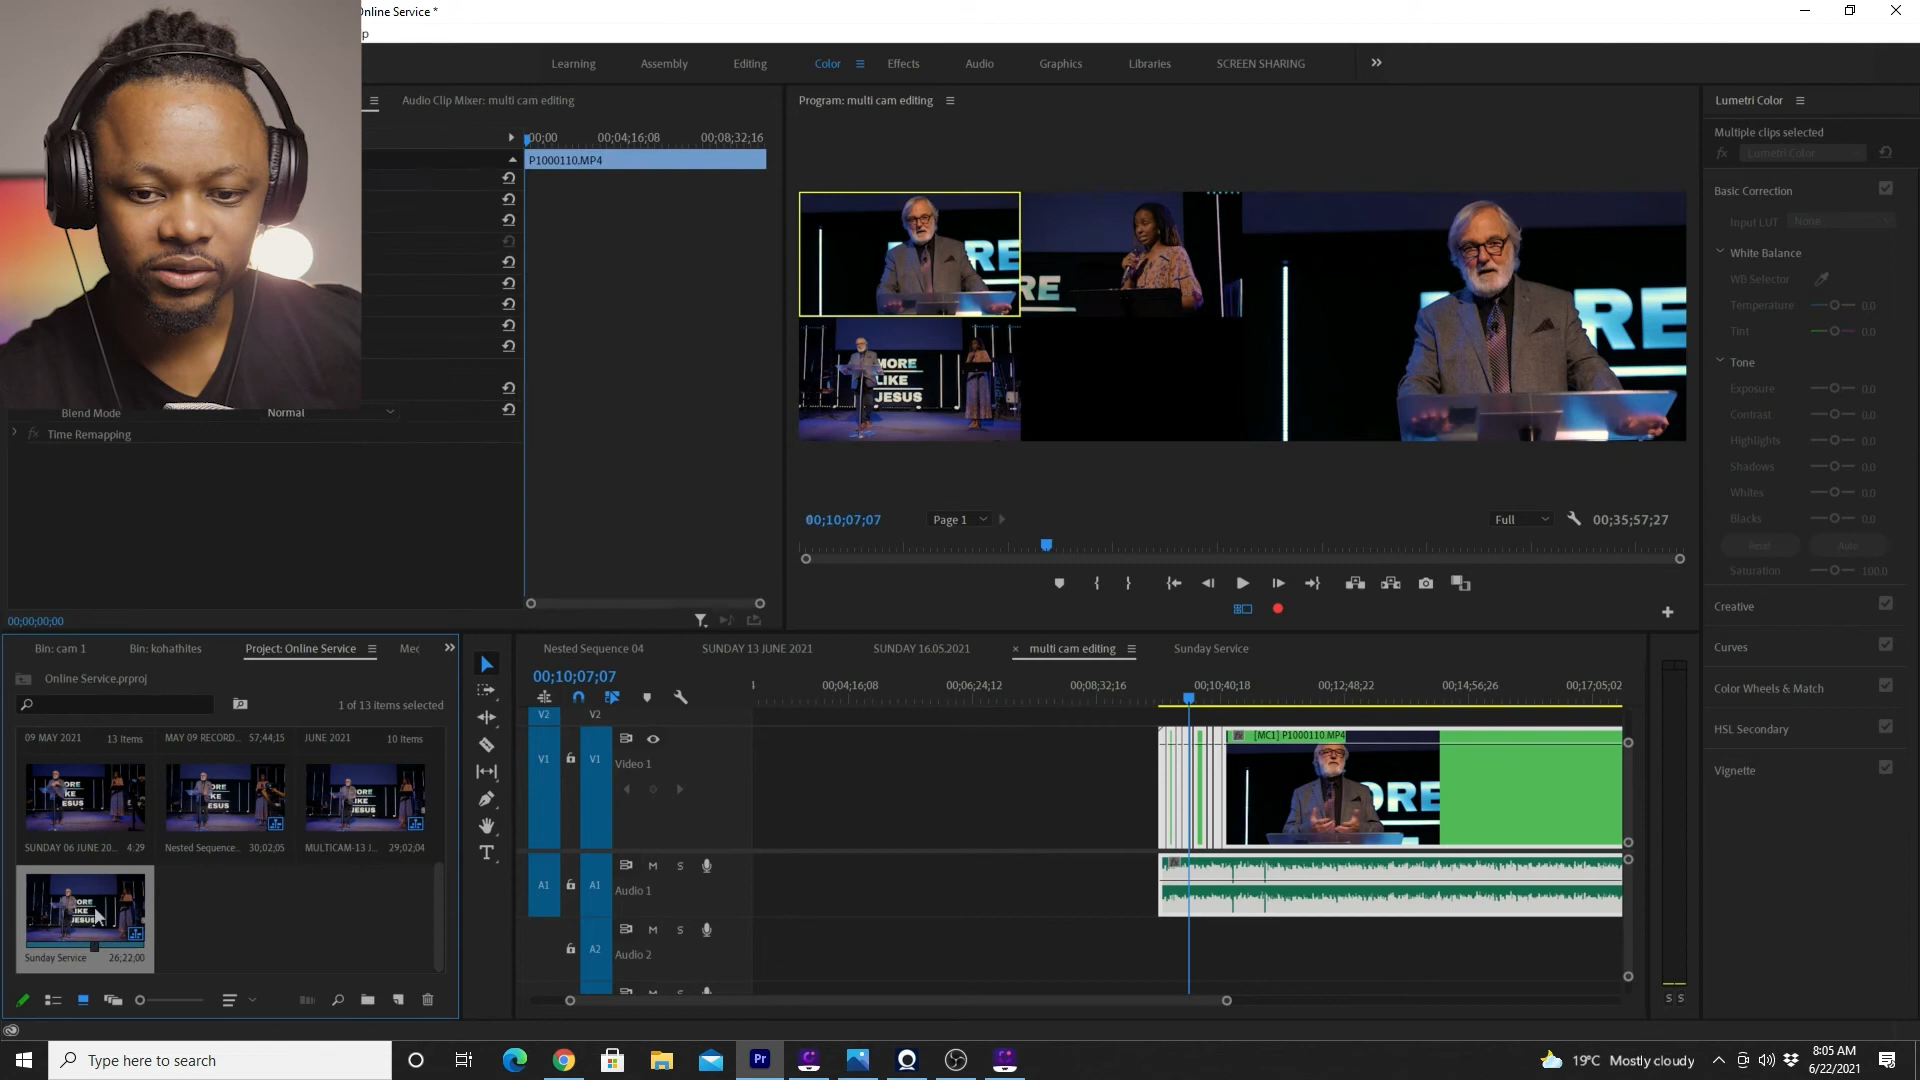 Online Service *
p
Learning
Assembly
Editing
Color
Effects
Audio
Graphics
Libraries
SCREEN SHARING
Audio Clip Mixer: multi cam editing
00;00
00;04;16;08
00;08;32;16
P1000110.MP4
Blend Mode
Normal
fx Time Remapping
00;00;00;00
Program: multi cam editing
MORE
LIKE
JESUS
ORE
00;10;07;07
Page 1
Full
00;35;57;27
Lumetri Color
Multiple clips selected
fx Lumetri Color
Basic Correction
Input LUT None
White Balance
WB Selector
Temperature 0.0
Tint 0.0
Tone
Exposure 0.0
Contrast 0.0
Highlights 0.0
Shadows 0.0
Whites 0.0
Blacks 0.0
Reset Auto
Saturation 100.0
Creative
Curves
Color Wheels & Match
HSL Secondary
Vignette
Bin: cam 1
Bin: kohathites
Project: Online Service
Mec
Online Service.prproj
1 of 13 items selected
09 MAY 2021 13 Items
MAY 09 RECORD... 57;44;15
JUNE 2021 10 Items
SUNDAY 06 JUNE 20... 4:29
Nested Sequence... 30;02;05
MULTICAM-13 J... 29;02;04
Sunday Service 26;22;00
Nested Sequence 04
SUNDAY 13 JUNE 2021
SUNDAY 16.05.2021
× multi cam editing
Sunday Service
00;10;07;07
4
00;04;16;08
00;06;24;12
00;08;32;16
00;10;40;18
00;12;48;22
00;14;56;26
00;17;05;02
V2 V2
V1 V1 Video 1
fx [MC1] P1000110.MP4
A1 A1 M S
Audio 1
A2 M S
Audio 2
S S
Type here to search
Pr
19°C Mostly cloudy
8:05 AM
6/22/2021